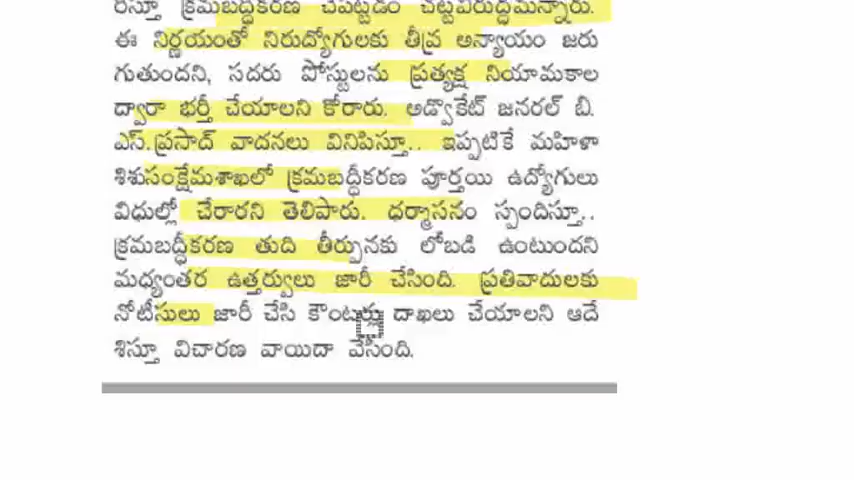 రిస్తూ క్రమబద్ధీకరణ చేపట్టడం చట్టవిరుద్ధమన్నారు.
ఈ నిర్ణయంతో నిరుద్యోగులకు తీవ్ర అన్యాయం జరు
గుతుందని, సదరు పోస్టులను ప్రత్యక్ష నియామకాల
ద్వారా భర్తీ చేయాలని కోరారు. అడ్వొకేట్ జనరల్ బీ.
ఎస్.ప్రసాద్ వాదనలు వినిపిస్తూ.. ఇప్పటికే మహిళా
శిశుసంక్షేమశాఖలో క్రమబద్ధీకరణ పూర్తయి ఉద్యోగులు
విధుల్లో చేరారని తెలిపారు. ధర్మాసనం స్పందిస్తూ..
క్రమబద్ధీకరణ తుది తీర్పునకు లోబడి ఉంటుందని
మధ్యంతర ఉత్తర్వులు జారీ చేసింది. ప్రతివాదులకు
నోటీసులు జారీ చేసి కౌంటర్లు దాఖలు చేయాలని ఆదే
శిస్తూ విచారణ వాయిదా వేసింది.